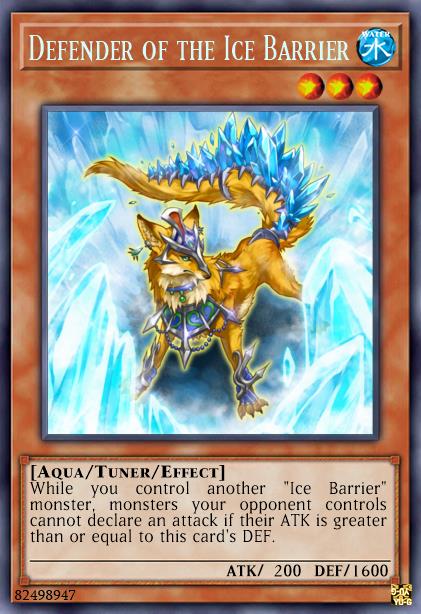 Defender of the Ice Barrier
WATER
水
[Aqua/Tuner/Effect]
While you control another "Ice Barrier"
monster, monsters your opponent controls
cannot declare an attack if their ATK is greater
than or equal to this card's DEF.
ATK/ 200 DEF/1600
82498947